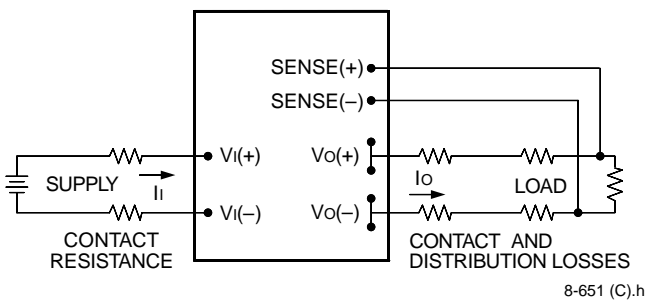 SENSE(+)
SENSE(–)
VI(+)
VO(+)
SUPPLY
II
IO
LOAD
VI(–)
VO(–)
CONTACT
RESISTANCE
CONTACT AND
DISTRIBUTION LOSSES
8-651 (C).h